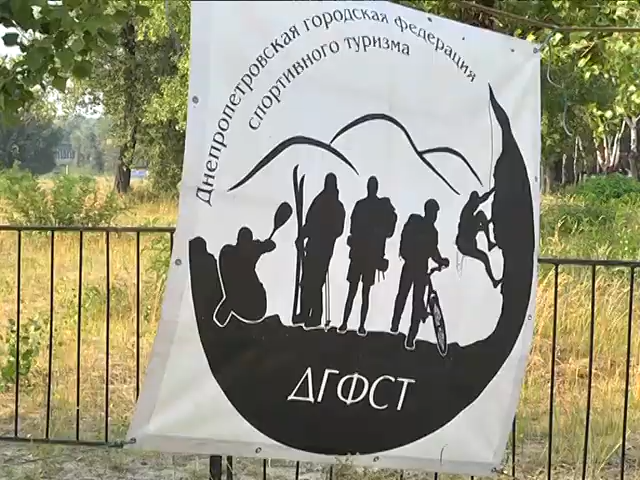 Днепропетровская городская федерация
спортивного туризма
ДГФСТ